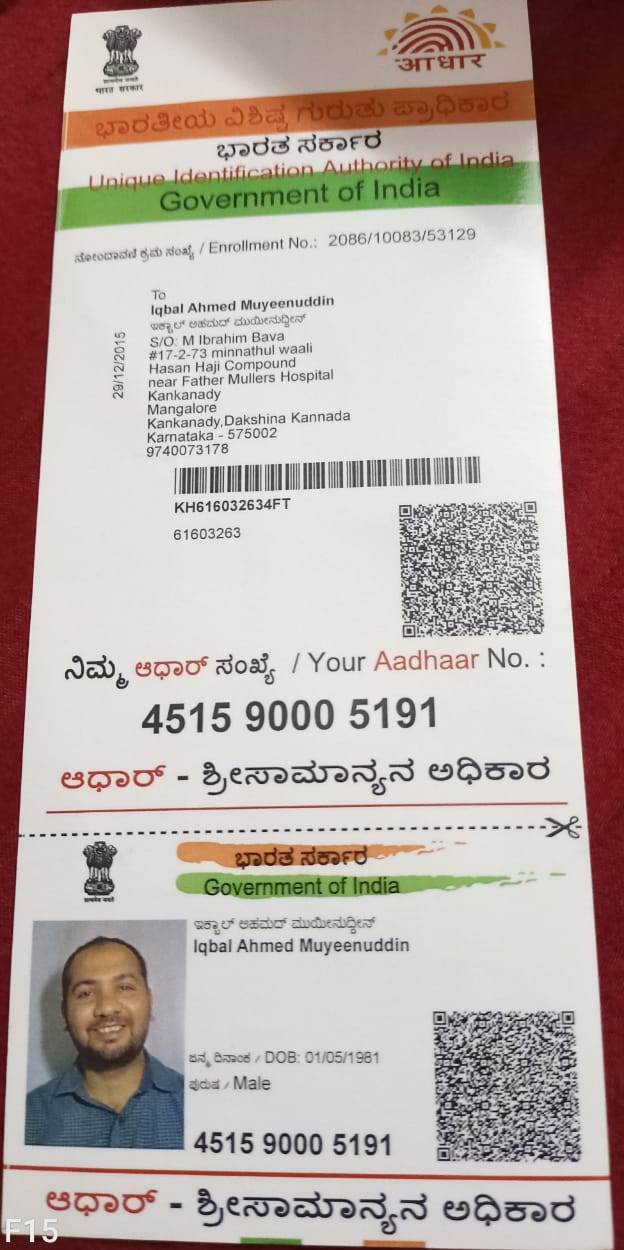 सत्यमेव जयते
भारत सरकार
आधार
ಭಾರತೀಯ ವಿಶಿಷ್ಟ ಗುರುತು ಪ್ರಾಧಿಕಾರ
ಭಾರತ ಸರ್ಕಾರ
Unique Identification Authority of India
Government of India
ನೋಂದಾವಣಿ ಕ್ರಮ ಸಂಖ್ಯೆ / Enrollment No.: 2086/10083/53129
29/12/2015
To
Iqbal Ahmed Muyeenuddin
ಇಕ್ಬಾಲ್ ಅಹಮದ್ ಮುಯೀನುದ್ದೀನ್
S/O: M Ibrahim Bava
#17-2-73 minnathul waali
Hasan Haji Compound
near Father Mullers Hospital
Kankanady
Mangalore
Kankanady,Dakshina Kannada
Karnataka - 575002
9740073178
KH616032634FT
61603263
ನಿಮ್ಮ ಆಧಾರ್ ಸಂಖ್ಯೆ / Your Aadhaar No. :
4515 9000 5191
ಆಧಾರ್ - ಶ್ರೀಸಾಮಾನ್ಯನ ಅಧಿಕಾರ
ಭಾರತ ಸರ್ಕಾರ
Government of India
ಇಕ್ಬಾಲ್ ಅಹಮದ್ ಮುಯೀನುದ್ದೀನ್
Iqbal Ahmed Muyeenuddin
ಜನ್ಮ ದಿನಾಂಕ / DOB: 01/05/1981
ಪುರುಷ / Male
4515 9000 5191
ಆಧಾರ್ - ಶ್ರೀಸಾಮಾನ್ಯನ ಅಧಿಕಾರ
F15